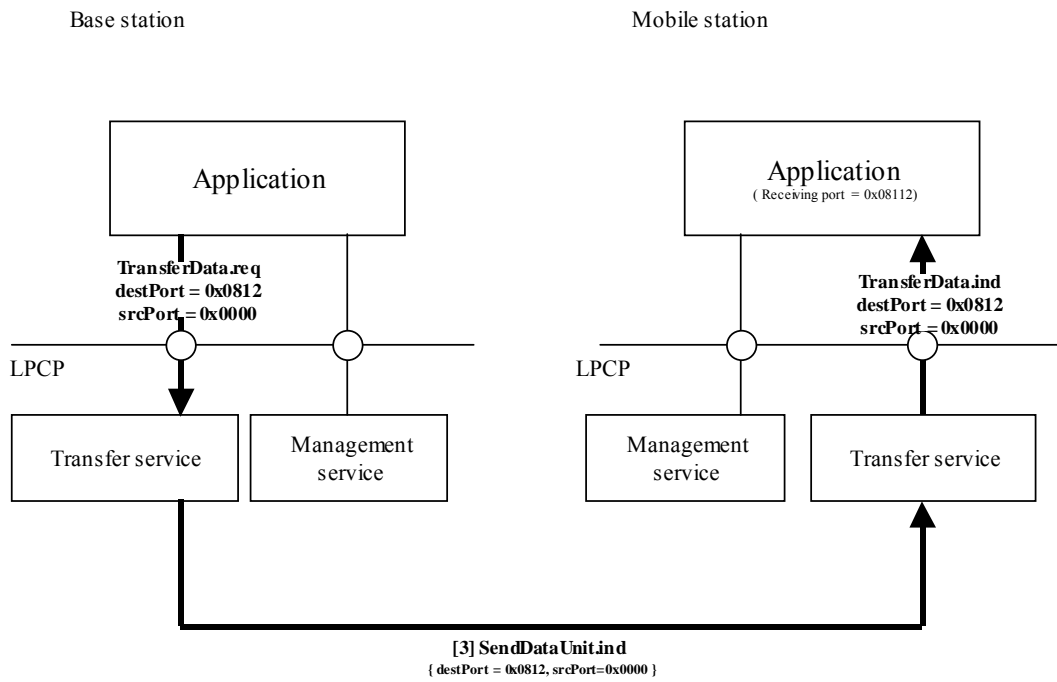 Base station
Mobile station
Application
Application
( Receiving port = 0x08112)
TransferData.req
destPort = 0x0812
srcPort = 0x0000
TransferData.ind
destPort = 0x0812
srcPort = 0x0000
LPCP
LPCP
Transfer service
Management
service
Management
service
Transfer service
[3] SendDataUnit.ind
{ destPort = 0x0812, srcPort=0x0000 }